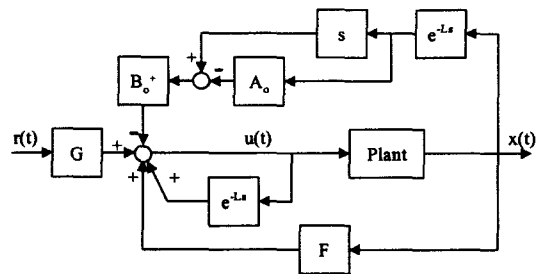 s
e^-Ls
+
-
B_o^+
A_o
-
r(t)
G
+
u(t)
Plant
x(t)
+
+
e^-Ls
F